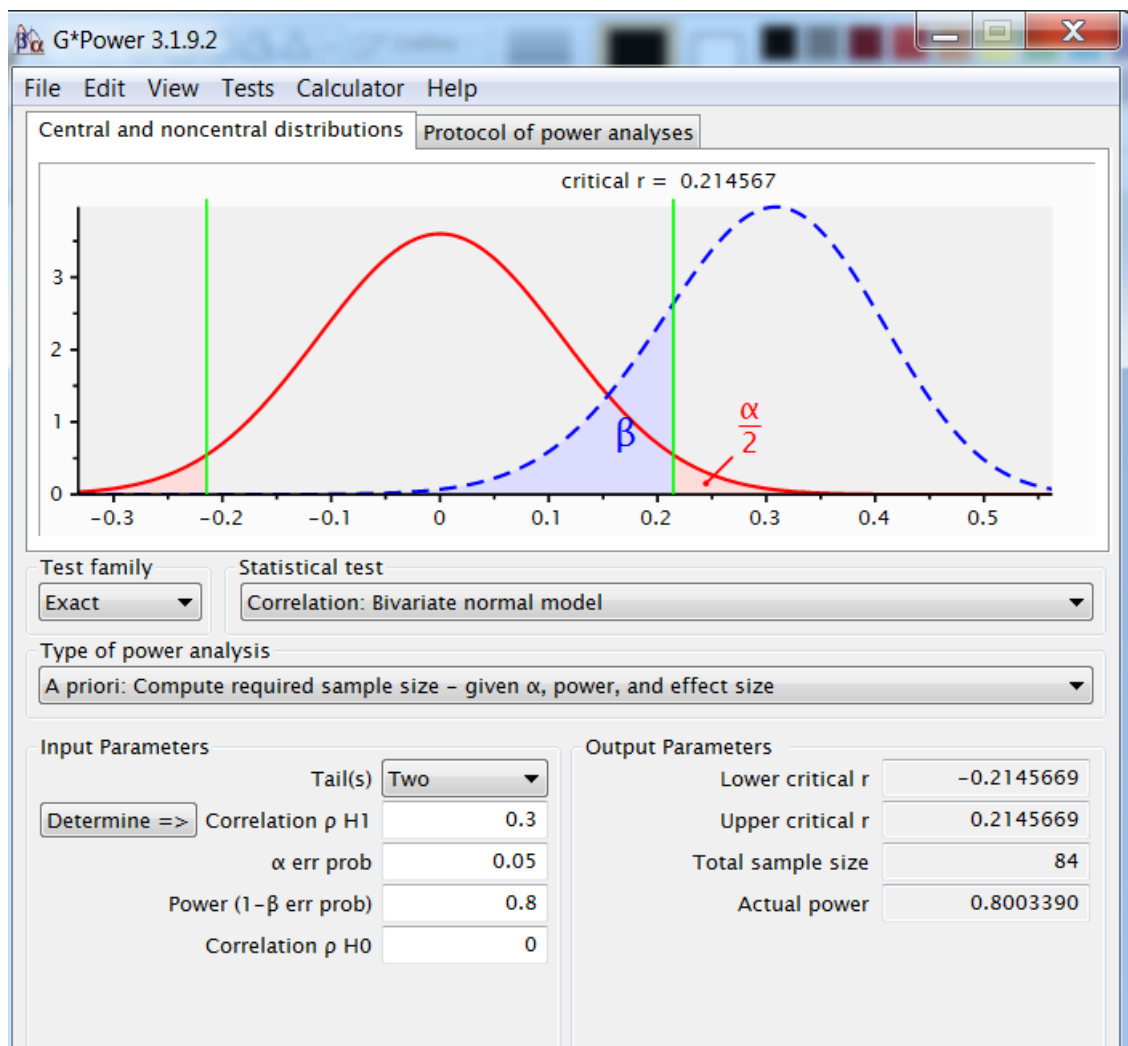 βα G*Power 3.1.9.2
X
File Edit View Tests Calculator Help
Central and noncentral distributions Protocol of power analyses
critical r = 0.214567
3
2
1
0
α
2
β
-0.3 -0.2 -0.1 0 0.1 0.2 0.3 0.4 0.5
Test family Statistical test
Exact Correlation: Bivariate normal model
Type of power analysis
A priori: Compute required sample size – given α, power, and effect size
Input Parameters Output Parameters
Tail(s) Two Lower critical r -0.2145669
Determine => Correlation ρ H1 0.3 Upper critical r 0.2145669
α err prob 0.05 Total sample size 84
Power (1-β err prob) 0.8 Actual power 0.8003390
Correlation ρ H0 0